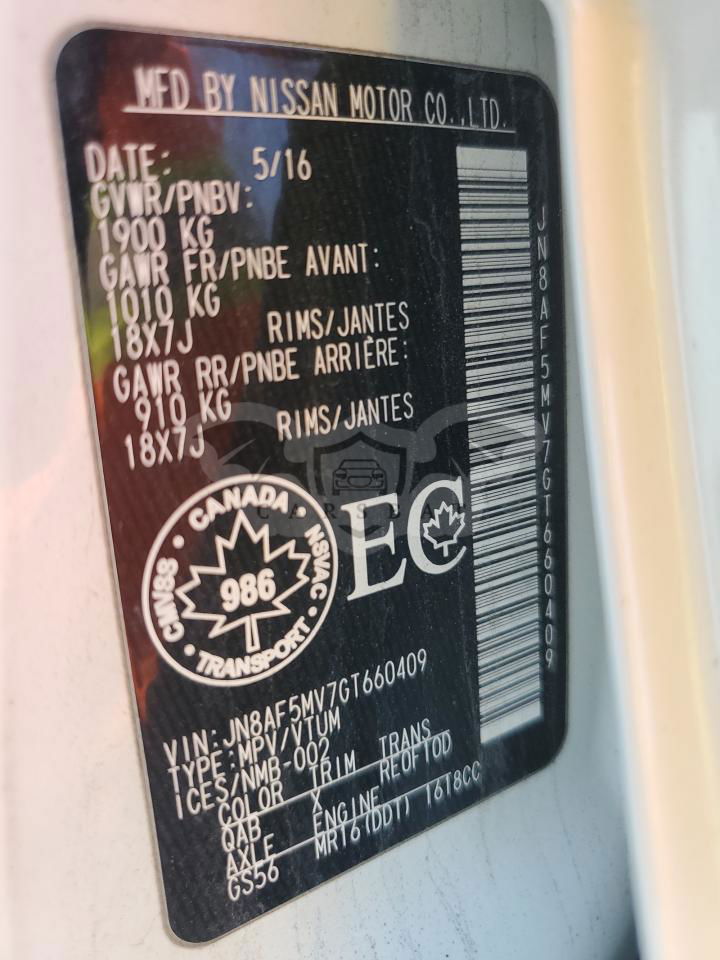 MFD BY NISSAN MOTOR CO.,LTD.
DATE: 5/16
GVWR/PNBV:
1900 KG
GAWR FR/PNBE AVANT:
1010 KG
18X7J RIMS/JANTES
GAWR RR/PNBE ARRIÈRE:
910 KG
18X7J RIMS/JANTES
CANADA
CMVSS · NSVAC
986
TRANSPORT
EC
CARSBAY
JN8AF5MV7GT660409
VIN:JN8AF5MV7GT660409
TYPE:MPV/VTUM
ICES/NMB-002
COLOR TRIM TRANS
QAB X RE0F10D
AXLE ENGINE
GS56 MR16(DDT) 1618CC